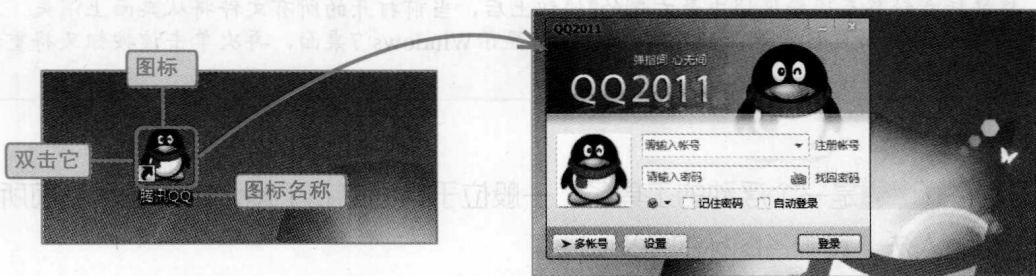 图标
双击它
腾讯QQ
图标名称
QQ2011
弹指间 心无间
QQ2011
请输入帐号
注册帐号
请输入密码
找回密码
记住密码
自动登录
多帐号
设置
登录